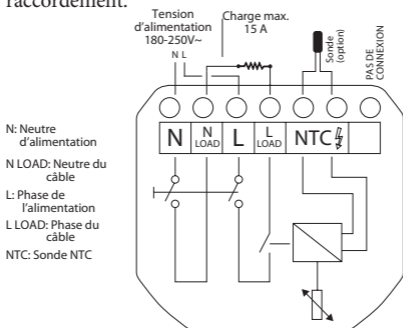 raccordement.
Tension
d’alimentation
180-250V~
N L
Charge max.
15 A
Sonde
(option)
PAS DE
CONNEXION
N
N
LOAD
L
L
LOAD
NTC
N: Neutre
d’alimentation
N LOAD: Neutre du
câble
L: Phase de
l’alimentation
L LOAD: Phase du
câble
NTC: Sonde NTC